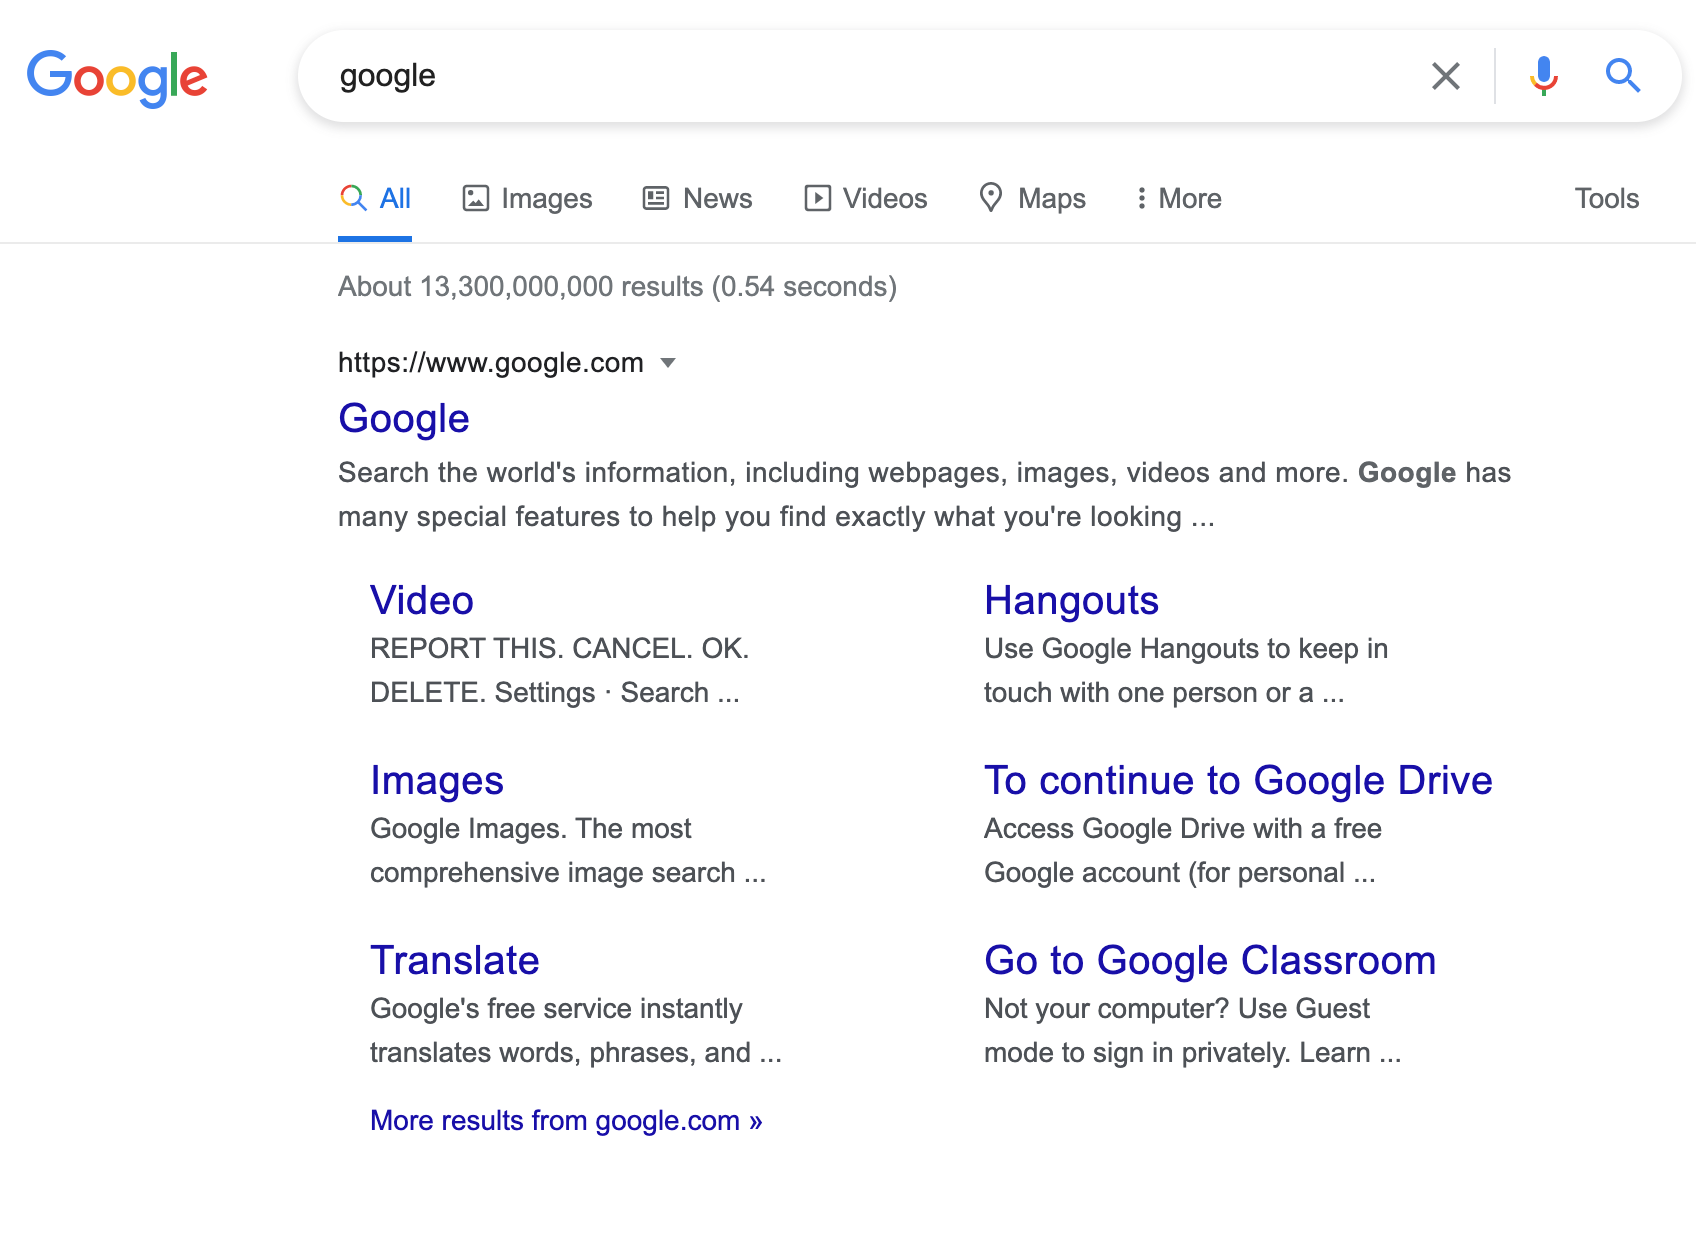 Google
google
All Images News Videos Maps More Tools
About 13,300,000,000 results (0.54 seconds)
https://www.google.com
Google
Search the world's information, including webpages, images, videos and more. Google has
many special features to help you find exactly what you're looking ...
Video
REPORT THIS. CANCEL. OK.
DELETE. Settings · Search ...
Hangouts
Use Google Hangouts to keep in
touch with one person or a ...
Images
Google Images. The most
comprehensive image search ...
To continue to Google Drive
Access Google Drive with a free
Google account (for personal ...
Translate
Google's free service instantly
translates words, phrases, and ...
Go to Google Classroom
Not your computer? Use Guest
mode to sign in privately. Learn ...
More results from google.com »